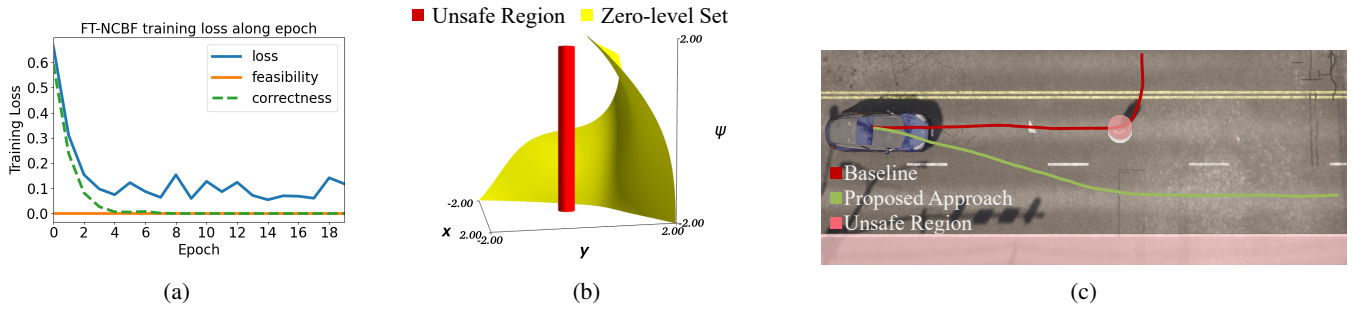 FT-NCBF training loss along epoch
Training Loss
0.6
0.5
0.4
0.3
0.2
0.1
0.0
loss
feasibility
correctness
0 2 4 6 8 10 12 14 16 18
Epoch
(a)
Unsafe Region Zero-level Set
2.00
ψ
-2.00
x 2.00
-2.00
y
2.00
-2.00
(b)
Baseline
Proposed Approach
Unsafe Region
(c)